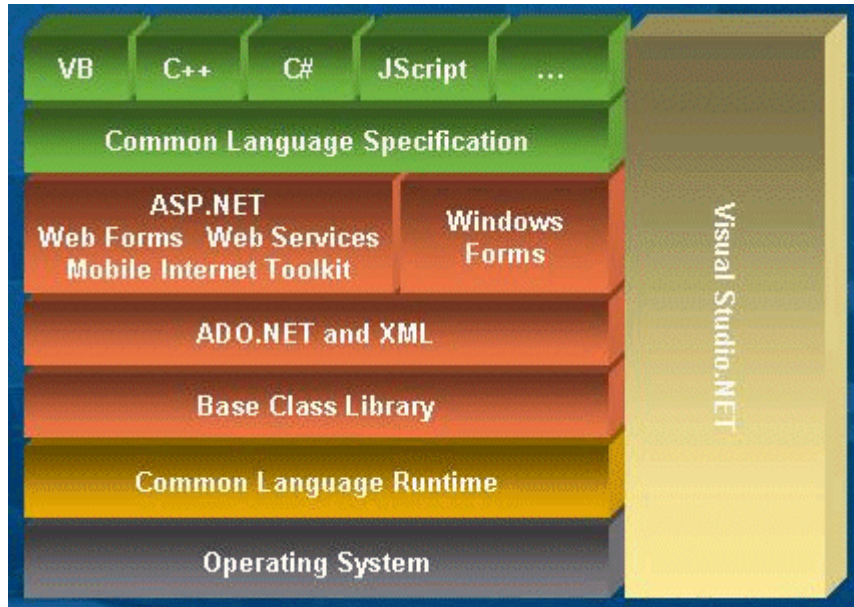 VB C++ C# JScript ...
Common Language Specification
ASP.NET
Web Forms Web Services
Mobile Internet Toolkit
Windows
Forms
ADO.NET and XML
Base Class Library
Common Language Runtime
Operating System
Visual Studio.NET